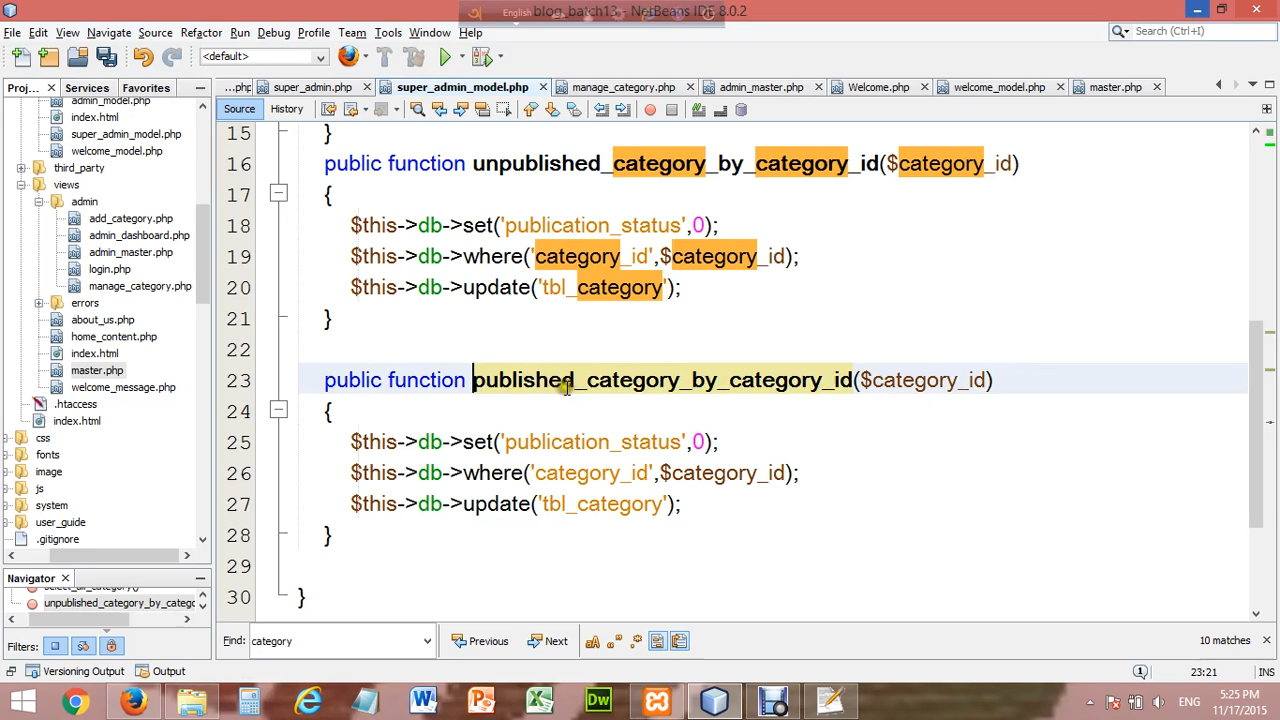 blog_batch13 - NetBeans IDE 8.0.2
English
File Edit View Navigate Source Refactor Run Debug Profile Team Tools Window Help
Search (Ctrl+I)
<default>
Proj... Services Favorites
...php super_admin.php super_admin_model.php manage_category.php admin_master.php Welcome.php welcome_model.php master.php
Source History
admin_model.php
index.html
super_admin_model.php
welcome_model.php
third_party
views
admin
add_category.php
admin_dashboard.php
admin_master.php
login.php
manage_category.php
errors
about_us.php
home_content.php
index.html
master.php
welcome_message.php
.htaccess
index.html
css
fonts
image
js
system
user_guide
.gitignore
15 }
16 public function unpublished_category_by_category_id($category_id)
17 {
18 $this->db->set('publication_status',0);
19 $this->db->where('category_id',$category_id);
20 $this->db->update('tbl_category');
21 }
22
23 public function published_category_by_category_id($category_id)
24 {
25 $this->db->set('publication_status',0);
26 $this->db->where('category_id',$category_id);
27 $this->db->update('tbl_category');
28 }
29
30 }
Navigator
unpublished_category_by_catego
Filters:
Find: category Previous Next 10 matches
Versioning Output Output
23:21 INS
ENG
5:25 PM
11/17/2015